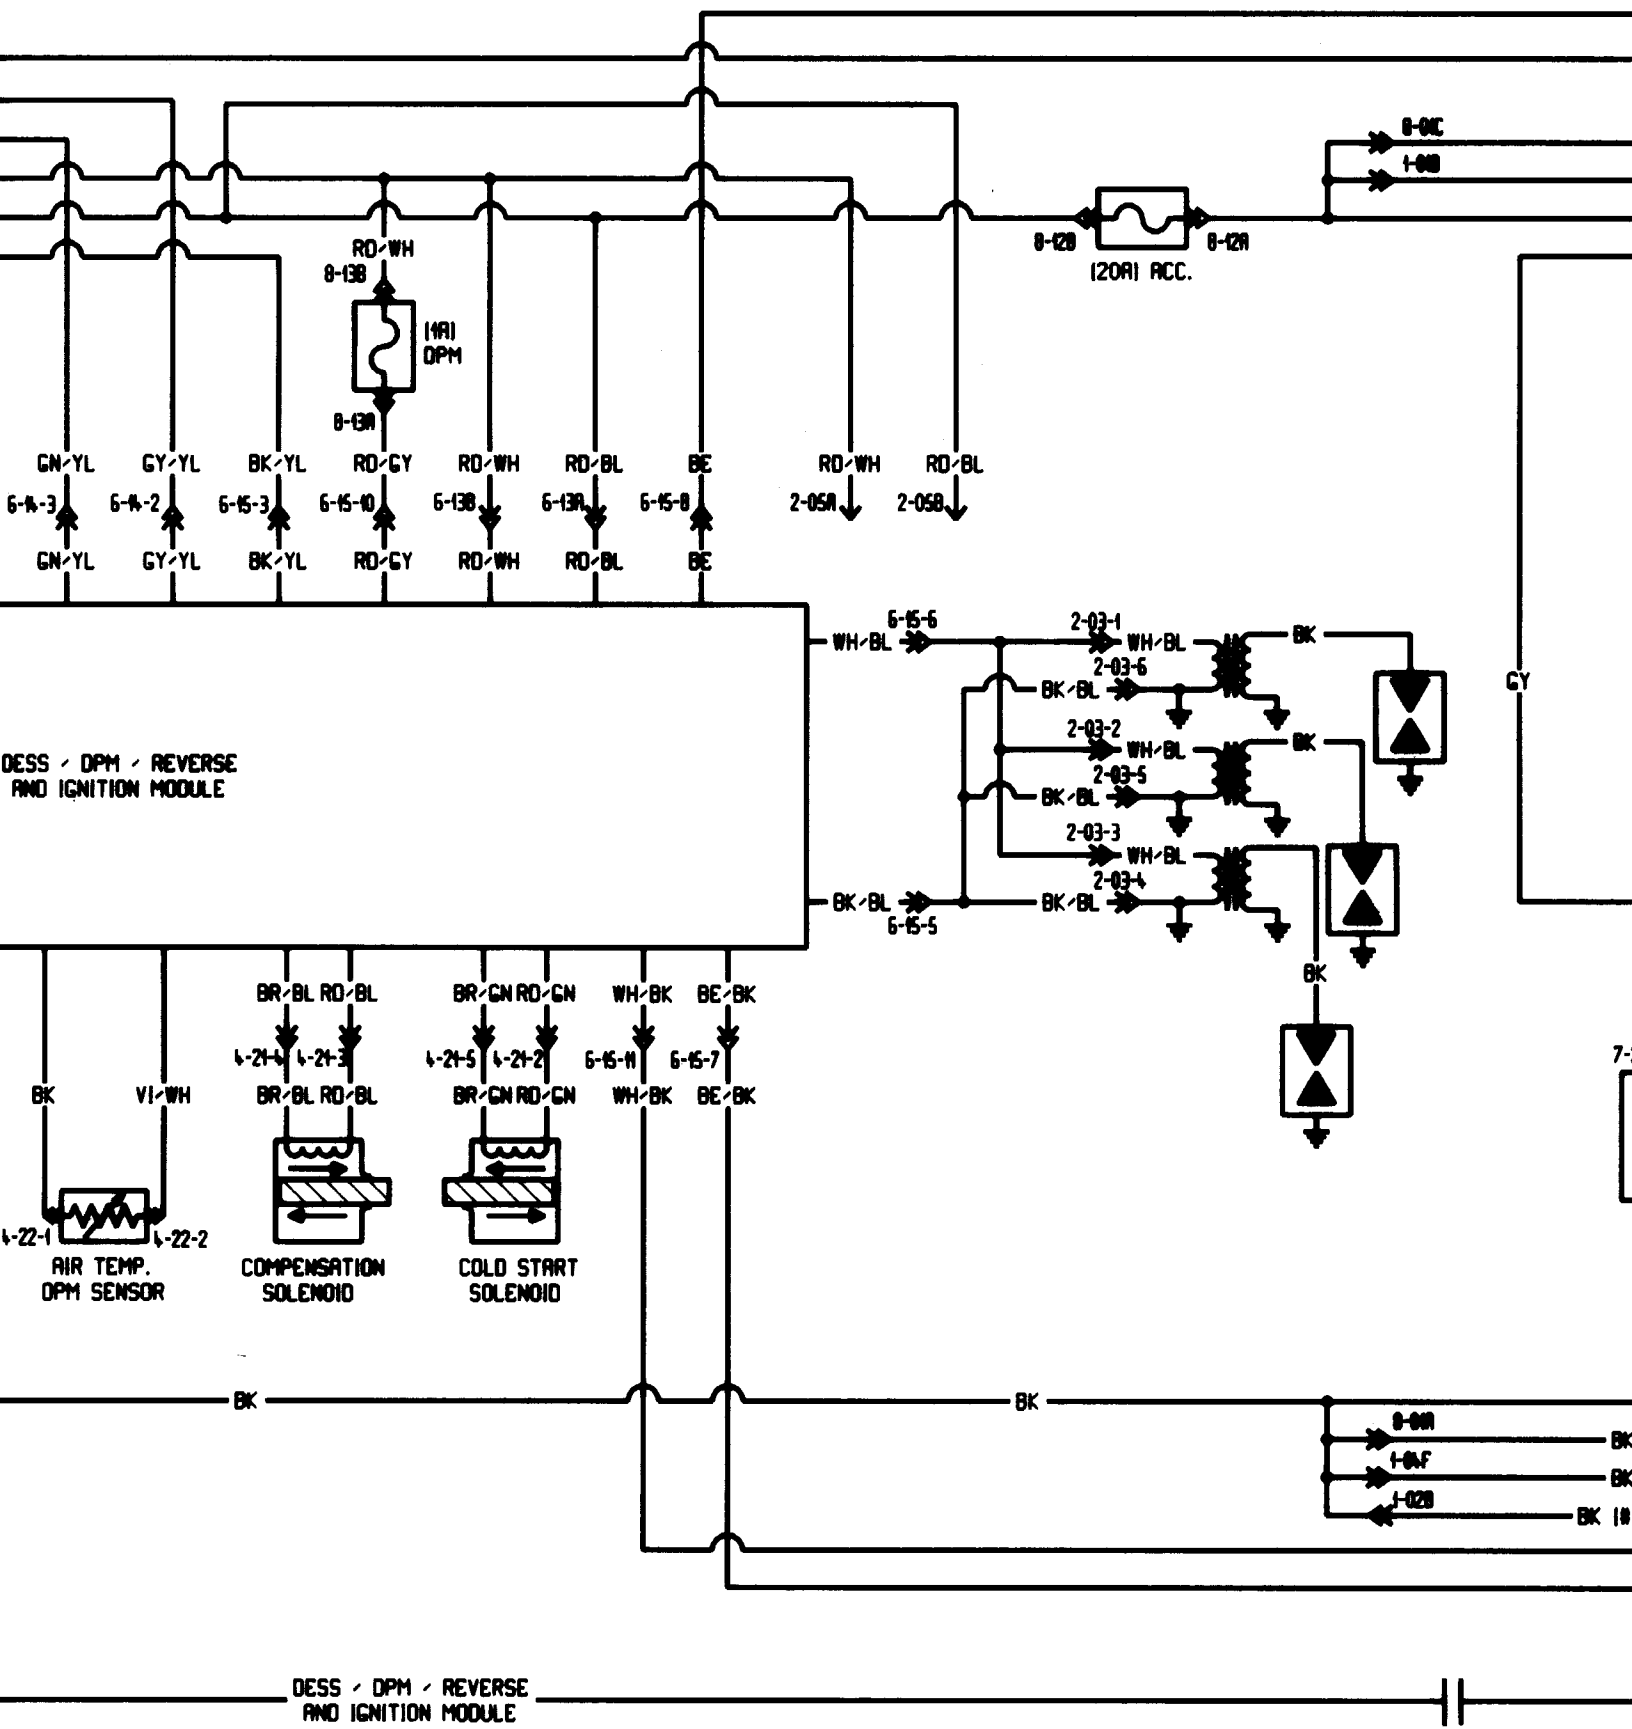 8-01C
1-04B
RD/WH
8-13B
8-12B
8-12A
(20A) ACC.
(4A)
DPM
8-13A
GN/YL
GY/YL
BK/YL
RD/GY
RD/WH
RD/BL
BE
RD/WH
RD/BL
6-14-3
6-14-2
6-15-3
6-15-10
6-13B
6-13A
6-15-8
2-05A
2-05B
GN/YL
GY/YL
BK/YL
RD/GY
RD/WH
RD/BL
BE
6-15-6
2-03-1
WH/BL
WH/BL
BK
2-03-6
BK/BL
GY
2-03-2
WH/BL
BK
2-03-5
BK/BL
DESS / DPM / REVERSE
AND IGNITION MODULE
2-03-3
WH/BL
2-03-4
BK/BL
BK/BL
6-15-5
BK
BR/BL
RD/BL
BR/GN
RD/GN
WH/BK
BE/BK
4-21-4
4-21-3
4-21-5
4-21-2
6-15-11
6-15-7
BK
VI/WH
BR/BL
RD/BL
BR/GN
RD/GN
WH/BK
BE/BK
4-22-1
4-22-2
AIR TEMP.
DPM SENSOR
COMPENSATION
SOLENOID
COLD START
SOLENOID
BK
BK
8-01A
BK
1-04F
BK
1-02B
BK
DESS / DPM / REVERSE
AND IGNITION MODULE